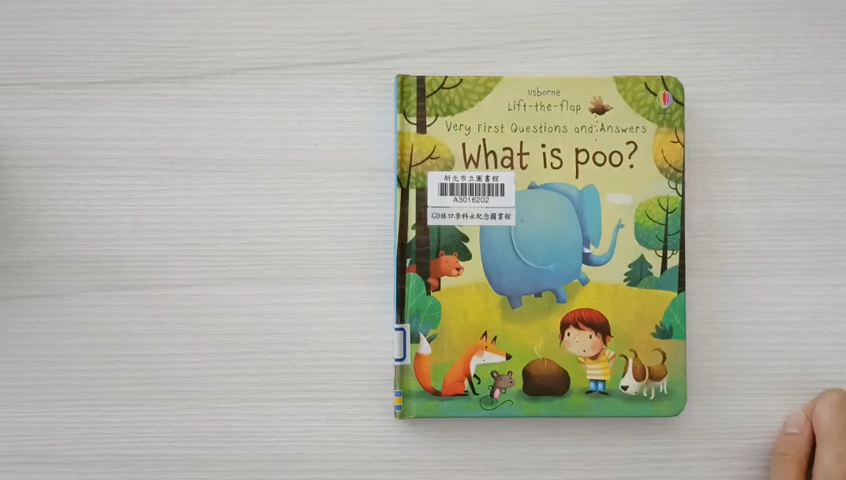 Usborne
Lift-the-flap
Very First Questions and Answers
What is poo?
新北市立圖書館
A3016202
GD林口李科永紀念圖書館